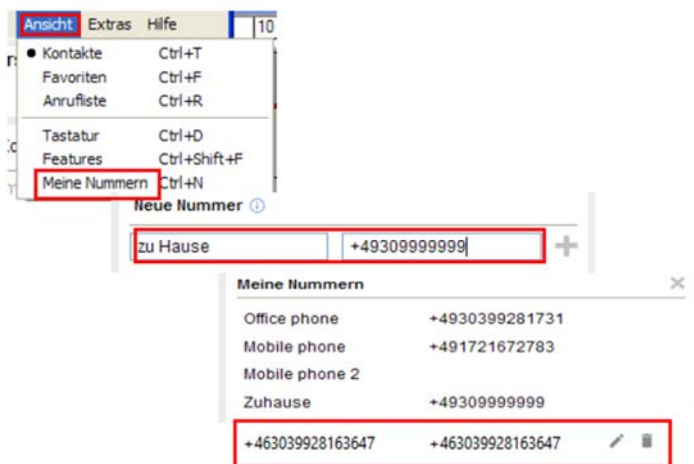 Ansicht Extras Hilfe 10
Kontakte Ctrl+T
Favoriten Ctrl+F
Anrufliste Ctrl+R
Tastatur Ctrl+D
Features Ctrl+Shift+F
Meine Nummern Ctrl+N
Neue Nummer
zu Hause +49309999999
Meine Nummern
Office phone +4930399281731
Mobile phone +491721672783
Mobile phone 2
Zuhause +49309999999
+463039928163647 +463039928163647